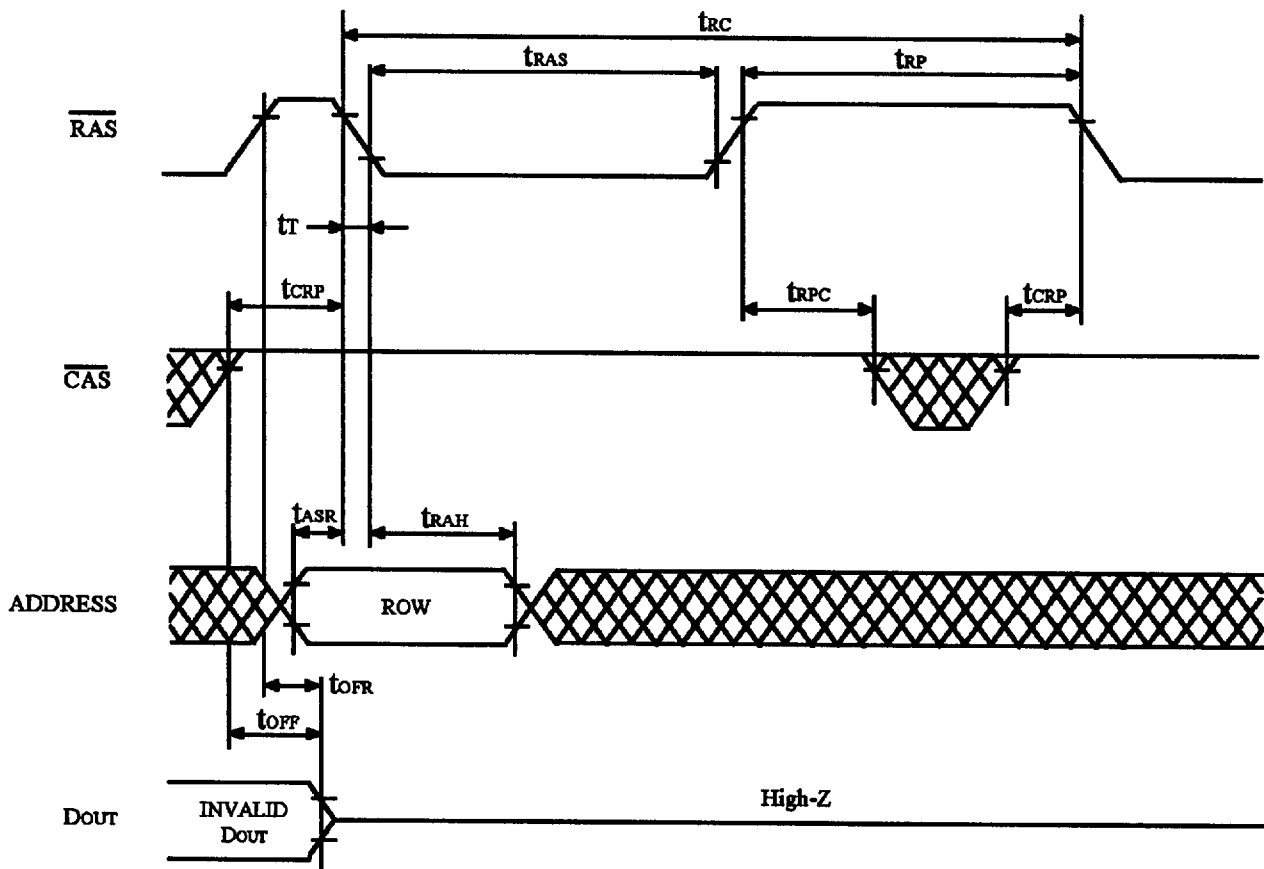 tRC
tRAS
tRP
RAS
tT
tCRP
tRPC
tCRP
CAS
tASR
tRAH
ADDRESS
ROW
tOFR
tOFF
DOUT
INVALID
DOUT
High-Z